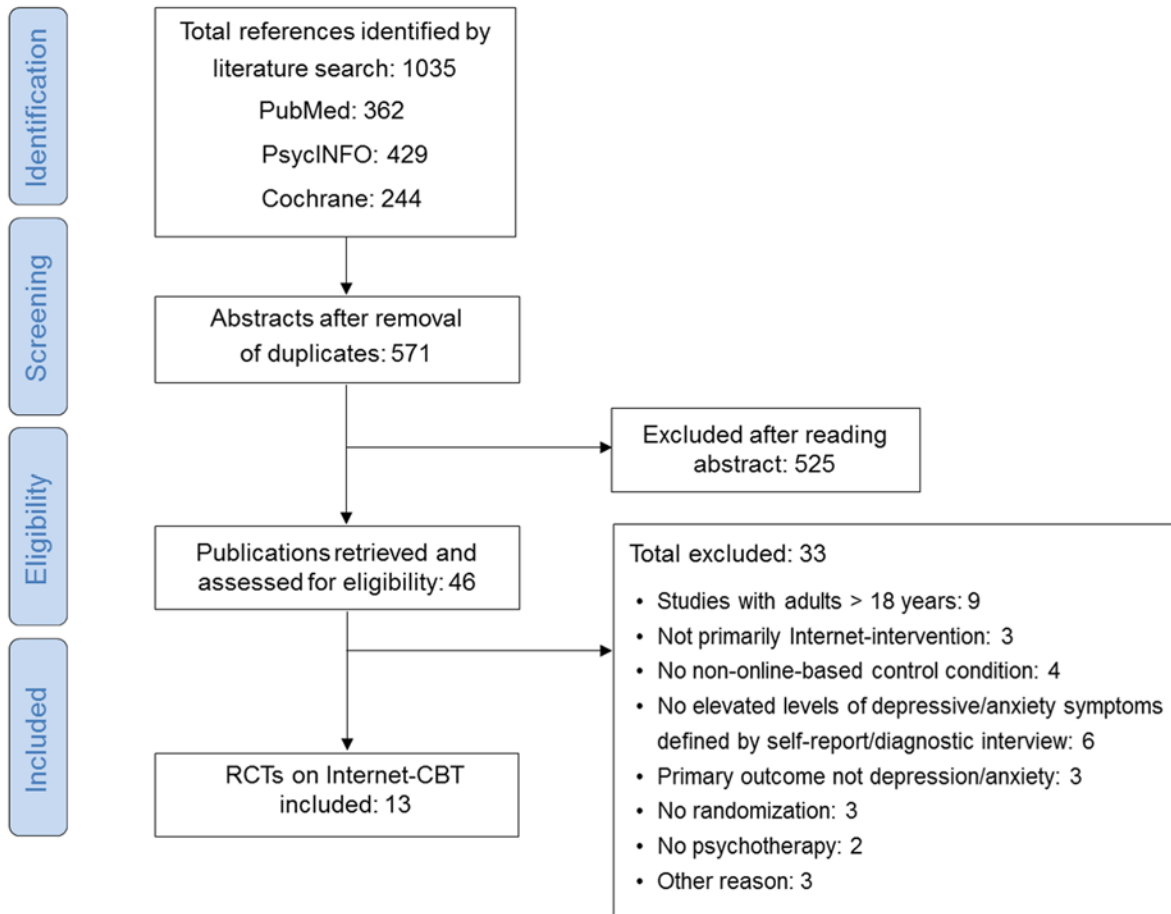 Identification
Total references identified by
literature search: 1035
PubMed: 362
PsycINFO: 429
Cochrane: 244
Screening
Abstracts after removal
of duplicates: 571
Excluded after reading
abstract: 525
Eligibility
Publications retrieved and
assessed for eligibility: 46
Total excluded: 33
• Studies with adults > 18 years: 9
• Not primarily Internet-intervention: 3
• No non-online-based control condition: 4
• No elevated levels of depressive/anxiety symptoms
defined by self-report/diagnostic interview: 6
• Primary outcome not depression/anxiety: 3
• No randomization: 3
• No psychotherapy: 2
• Other reason: 3
Included
RCTs on Internet-CBT
included: 13